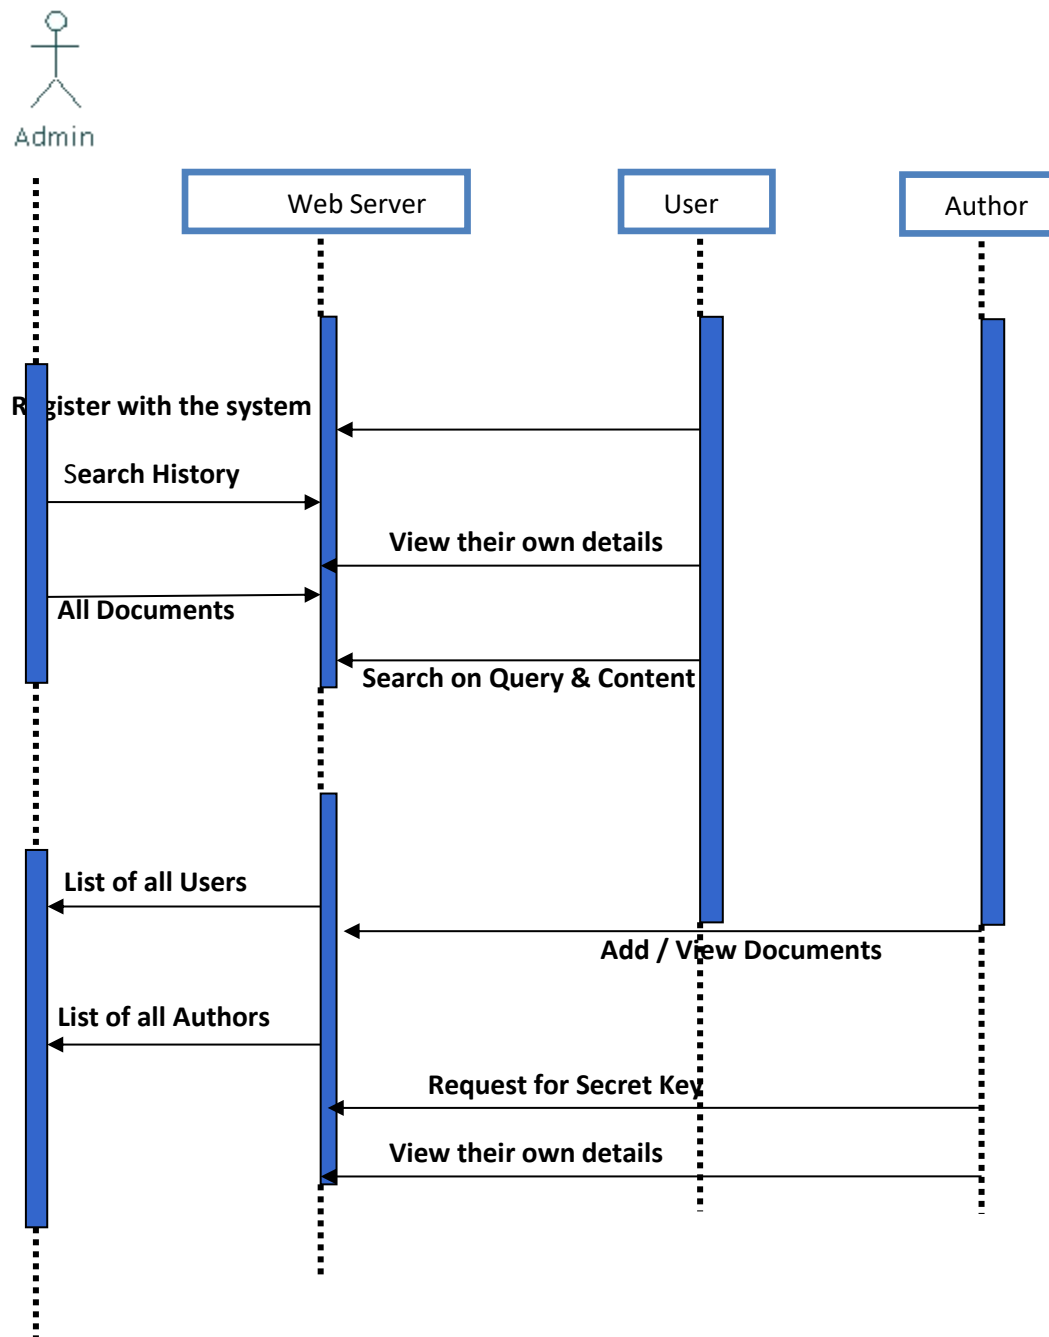 Admin
Web Server
User
Author
Register with the system
Search History
View their own details
All Documents
Search on Query & Content
List of all Users
Add / View Documents
List of all Authors
Request for Secret Key
View their own details